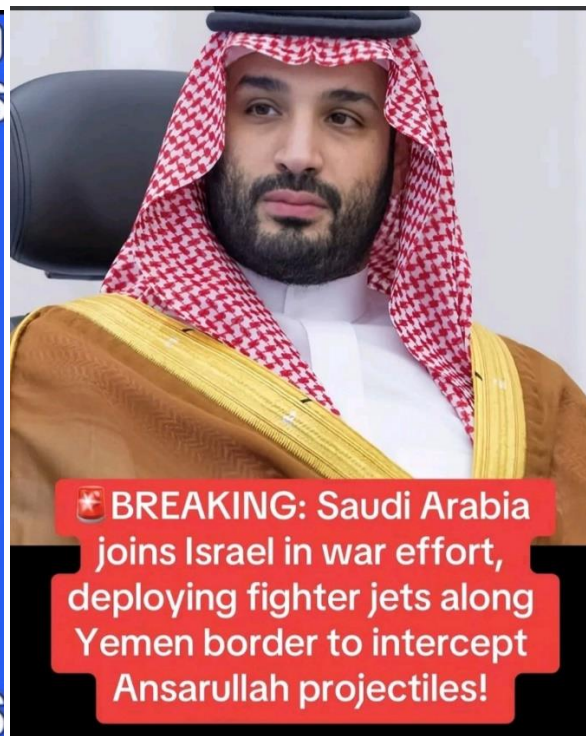 🚨BREAKING: Saudi Arabia
joins Israel in war effort,
deploying fighter jets along
Yemen border to intercept
Ansarullah projectiles!